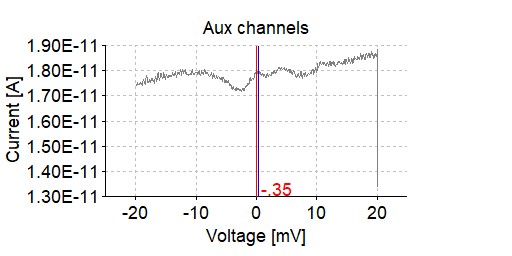 Aux channels
1.90E-11
1.80E-11
1.70E-11
1.60E-11
1.50E-11
1.40E-11
1.30E-11
Current [A]
-.35
-20 -10 0 10 20
Voltage [mV]